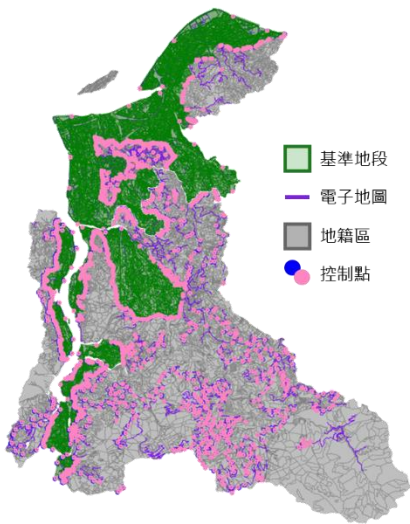 基準地段
電子地圖
地籍區
控制點